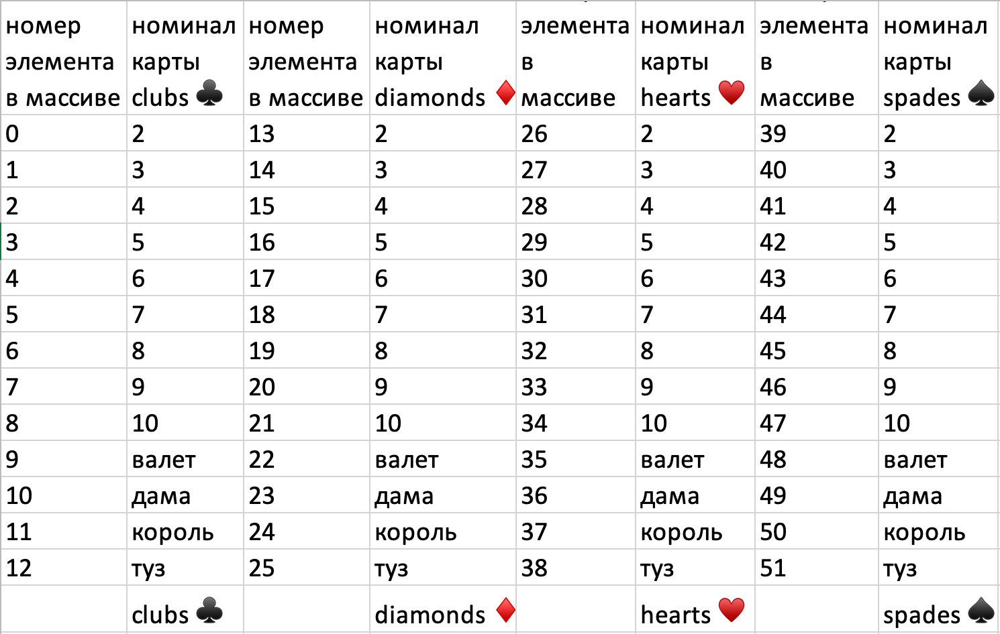 номер номинал номер номинал элемента номинал элемента номинал
элемента карты элемента карты в карты в карты
в массиве clubs ♣ в массиве diamonds ♦ массиве hearts ♥ массиве spades ♠
0 2 13 2 26 2 39 2
1 3 14 3 27 3 40 3
2 4 15 4 28 4 41 4
3 5 16 5 29 5 42 5
4 6 17 6 30 6 43 6
5 7 18 7 31 7 44 7
6 8 19 8 32 8 45 8
7 9 20 9 33 9 46 9
8 10 21 10 34 10 47 10
9 валет 22 валет 35 валет 48 валет
10 дама 23 дама 36 дама 49 дама
11 король 24 король 37 король 50 король
12 туз 25 туз 38 туз 51 туз
clubs ♣ diamonds ♦ hearts ♥ spades ♠